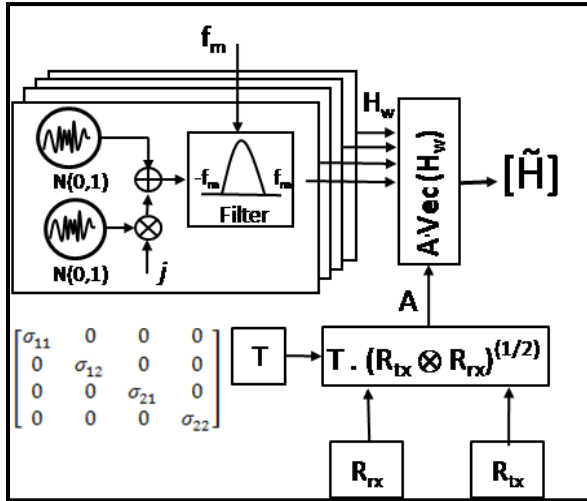 f_m
H_w
N(0,1)
-f_m f_m
Filter
N(0,1)
j
A·Vec(H_w)
[H̃]
A
σ₁₁ 0 0 0
0 σ₁₂ 0 0
0 0 σ₂₁ 0
0 0 0 σ₂₂
T
T . (R_tx ⊗ R_rx)^(1/2)
R_rx
R_tx